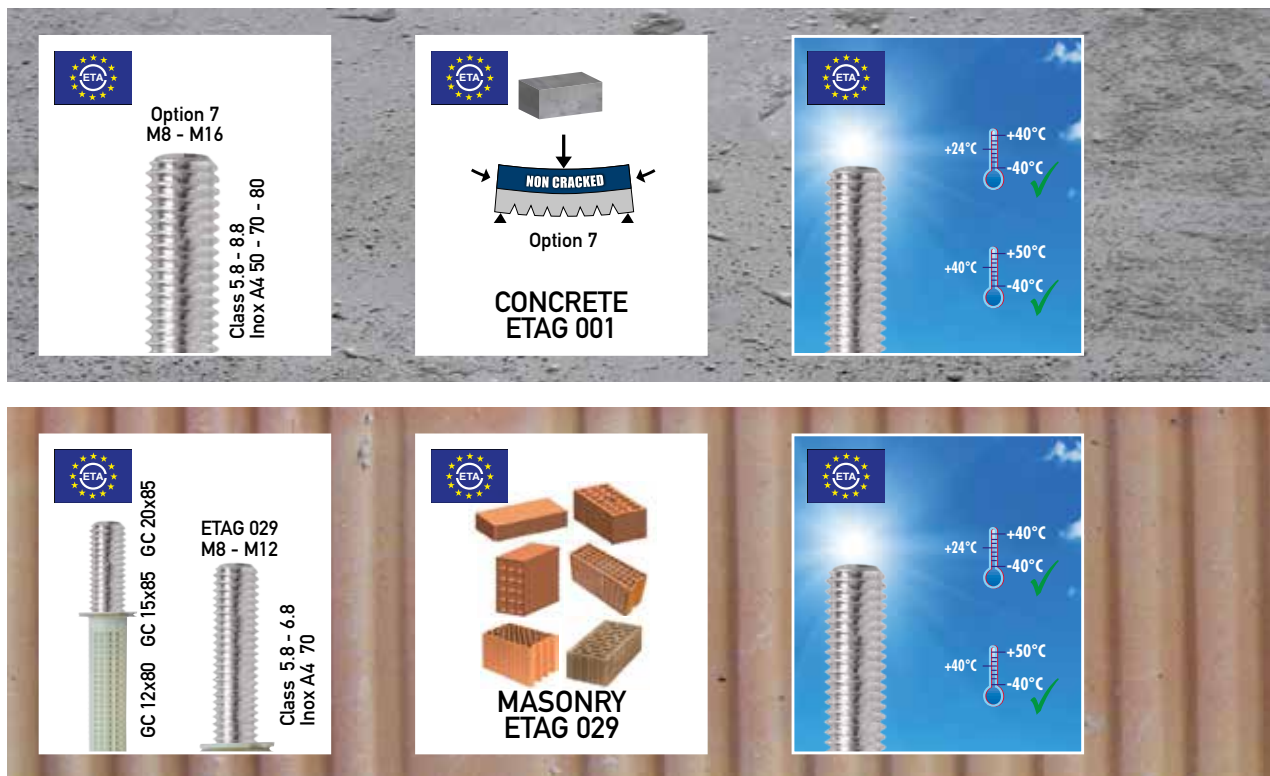 ETA
Option 7
M8 - M16
Class 5.8 - 8.8
Inox A4 50 - 70 - 80
ETA
NON CRACKED
Option 7
CONCRETE
ETAG 001
ETA
+24°C
+40°C
-40°C
+40°C
+50°C
-40°C
ETA
GC 12x80 GC 15x85 GC 20x85
ETAG 029
M8 - M12
Class 5.8 - 6.8
Inox A4 70
ETA
MASONRY
ETAG 029
ETA
+24°C
+40°C
-40°C
+40°C
+50°C
-40°C